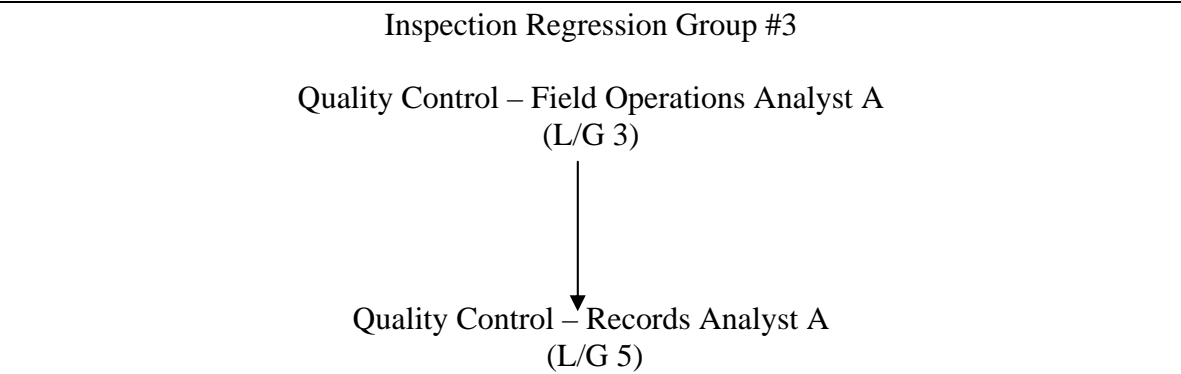 Inspection Regression Group #3
Quality Control – Field Operations Analyst A
(L/G 3)
Quality Control – Records Analyst A
(L/G 5)